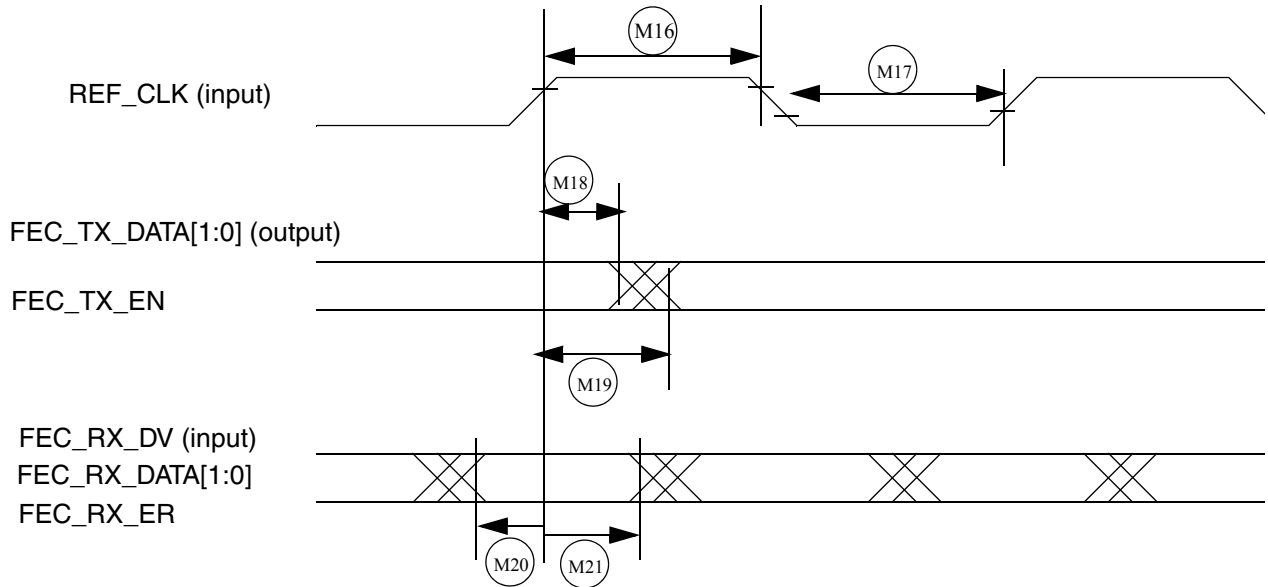 M16
REF_CLK (input)
M17
M18
FEC_TX_DATA[1:0] (output)
FEC_TX_EN
M19
FEC_RX_DV (input)
FEC_RX_DATA[1:0]
FEC_RX_ER
M20
M21